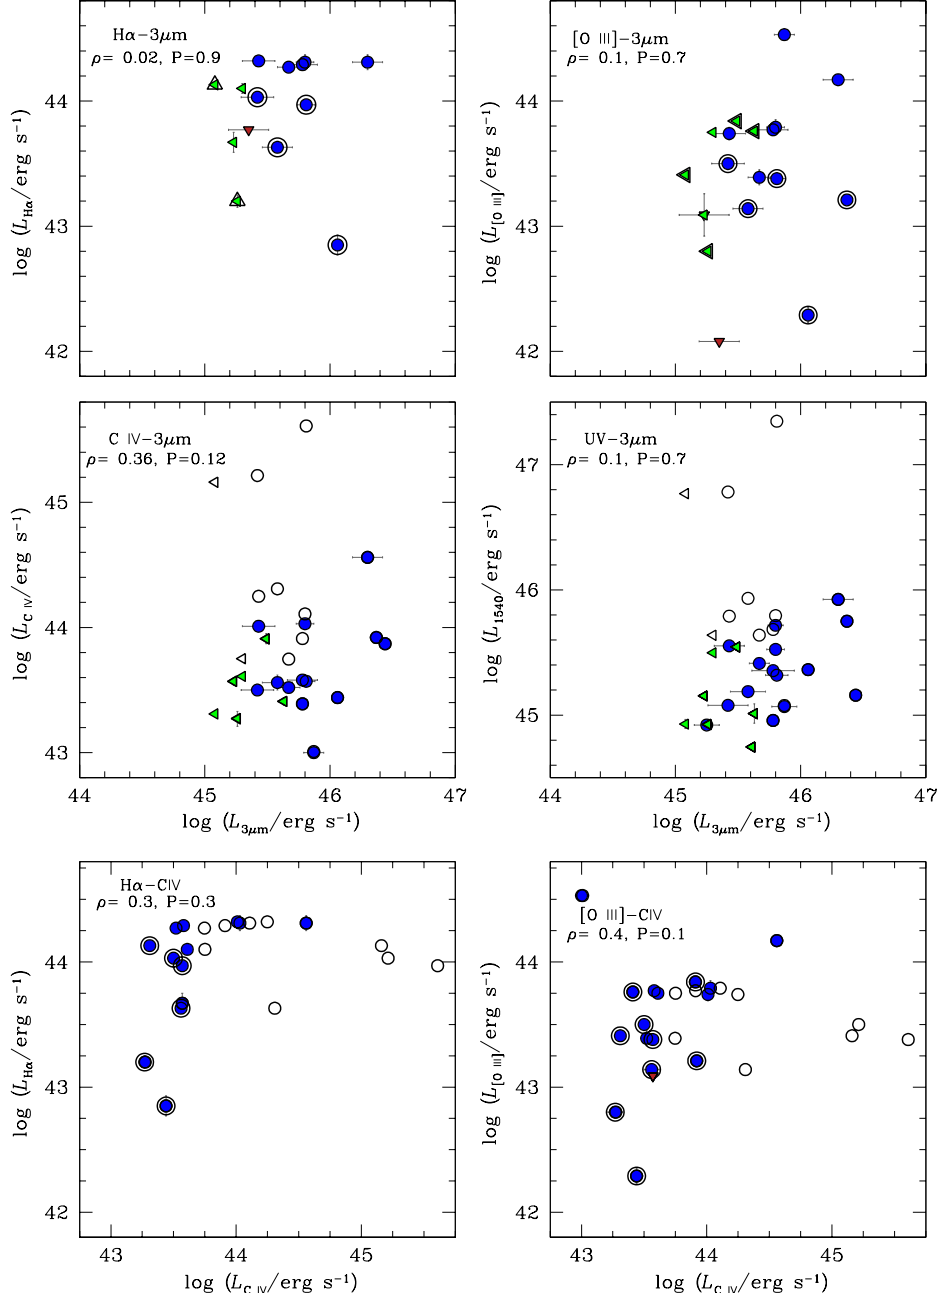 Hα−3μm
ρ= 0.02, P=0.9
log (L_Hα/erg s⁻¹)
44
43
42
[O III]−3μm
ρ= 0.1, P=0.7
log (L_[O III]/erg s⁻¹)
44
43
42
C IV−3μm
ρ= 0.36, P=0.12
log (L_C IV/erg s⁻¹)
45
44
43
44
45
46
47
log (L_3μm/erg s⁻¹)
UV−3μm
ρ= 0.1, P=0.7
log (L_1540/erg s⁻¹)
47
46
45
44
45
46
47
log (L_3μm/erg s⁻¹)
Hα−CIV
ρ= 0.3, P=0.3
log (L_Hα/erg s⁻¹)
44
43
42
43
44
45
log (L_C IV/erg s⁻¹)
[O III]−CIV
ρ= 0.4, P=0.1
log (L_[O III]/erg s⁻¹)
44
43
42
43
44
45
log (L_C IV/erg s⁻¹)